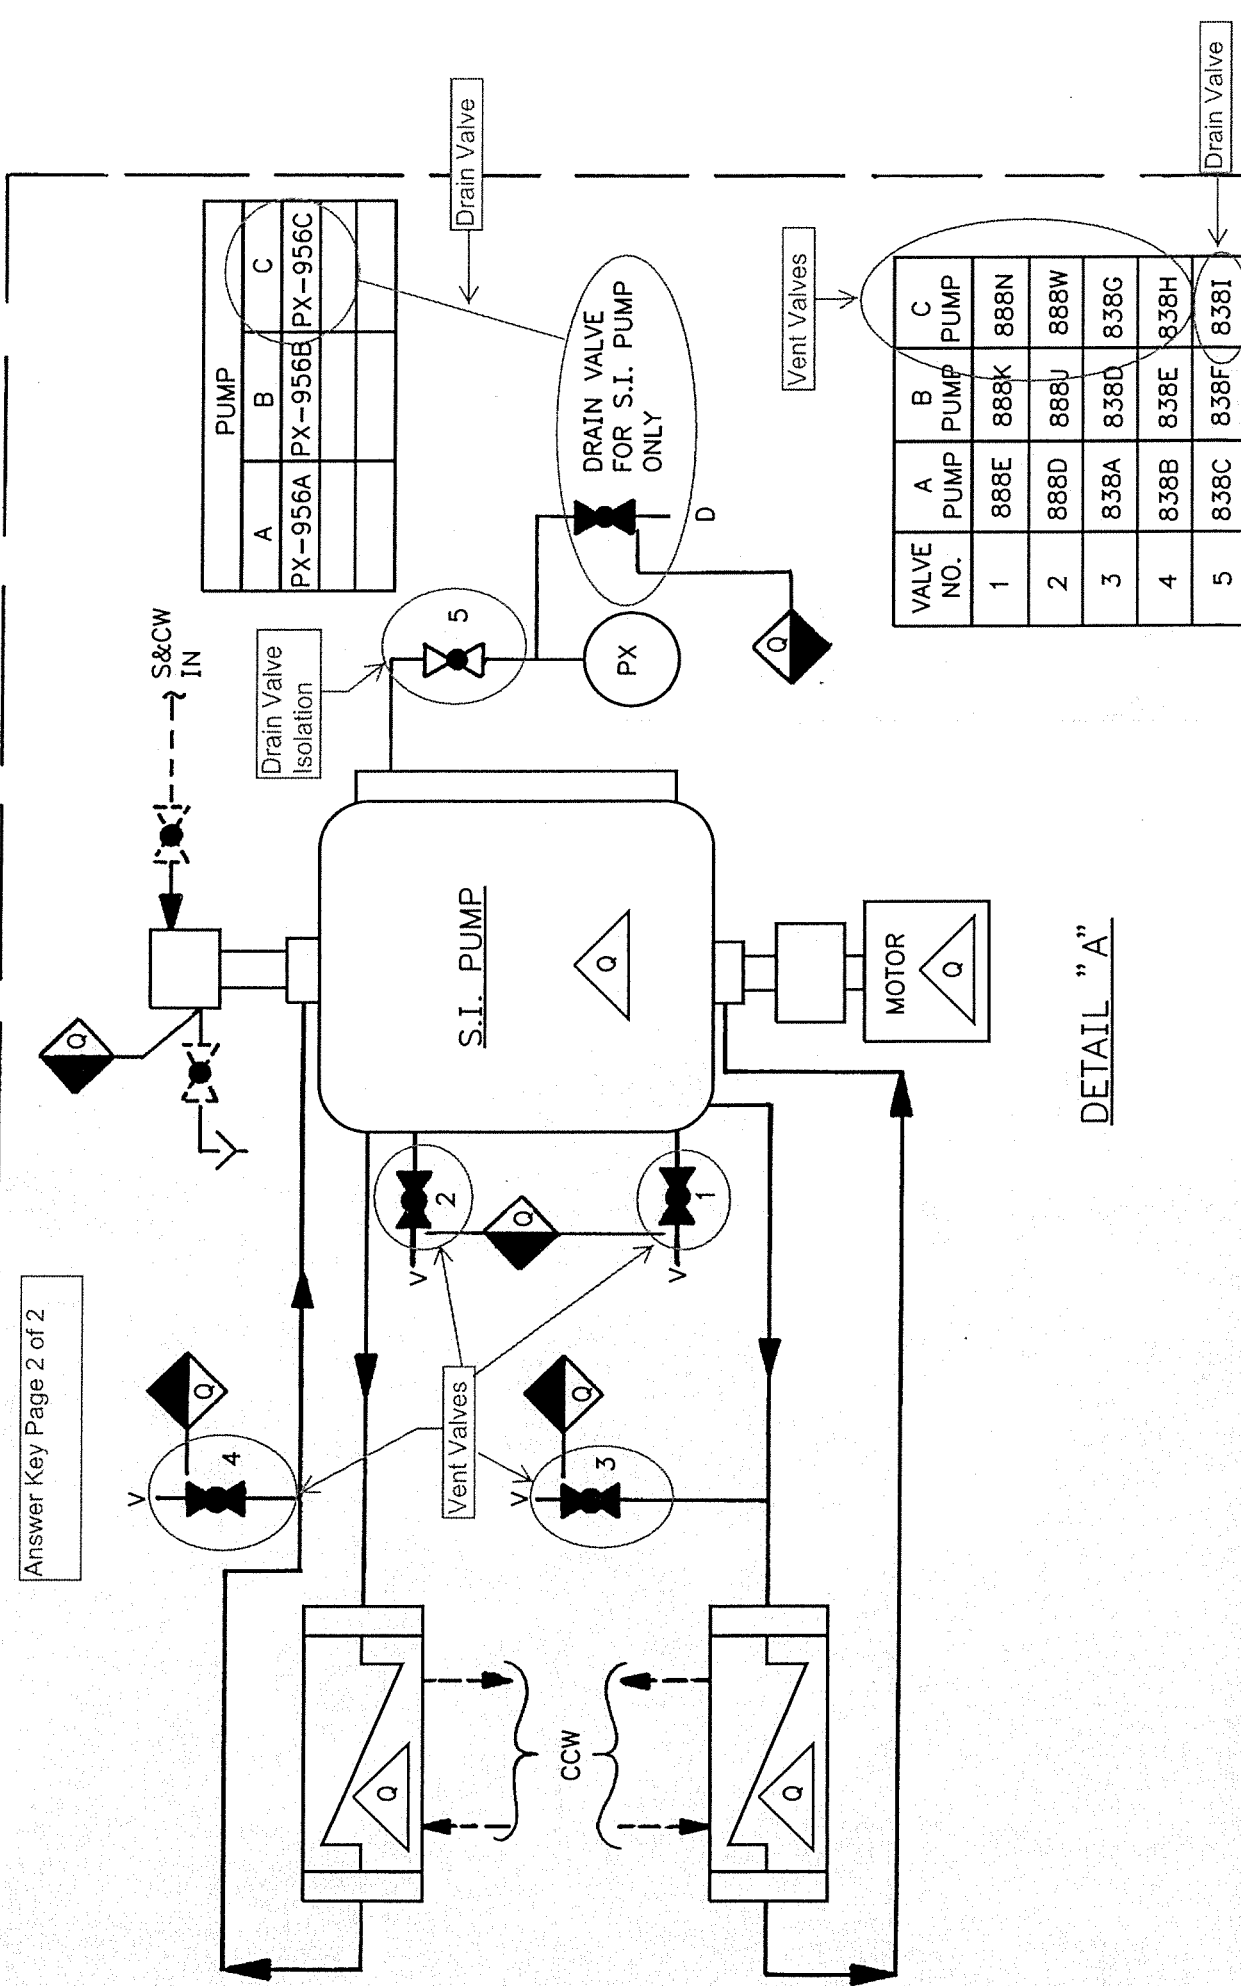 Answer Key Page 2 of 2
V
4
Q
Q
S&CW
IN
PUMP
A
B
C
PX-956A
PX-956B
PX-956C
Drain Valve
Drain Valve
Isolation
5
PX
DRAIN VALVE
FOR S.I. PUMP
ONLY
D
Q
V
2
Q
V
1
Vent Valves
V
3
Q
S.I. PUMP
Q
MOTOR
Q
Q
CCW
Q
Vent Valves
VALVE NO.
A PUMP
B PUMP
C PUMP
1 888E 888K 888N
2 888D 888U 888W
3 838A 838D 838G
4 838B 838E 838H
5 838C 838F 838I
Drain Valve
DETAIL "A"